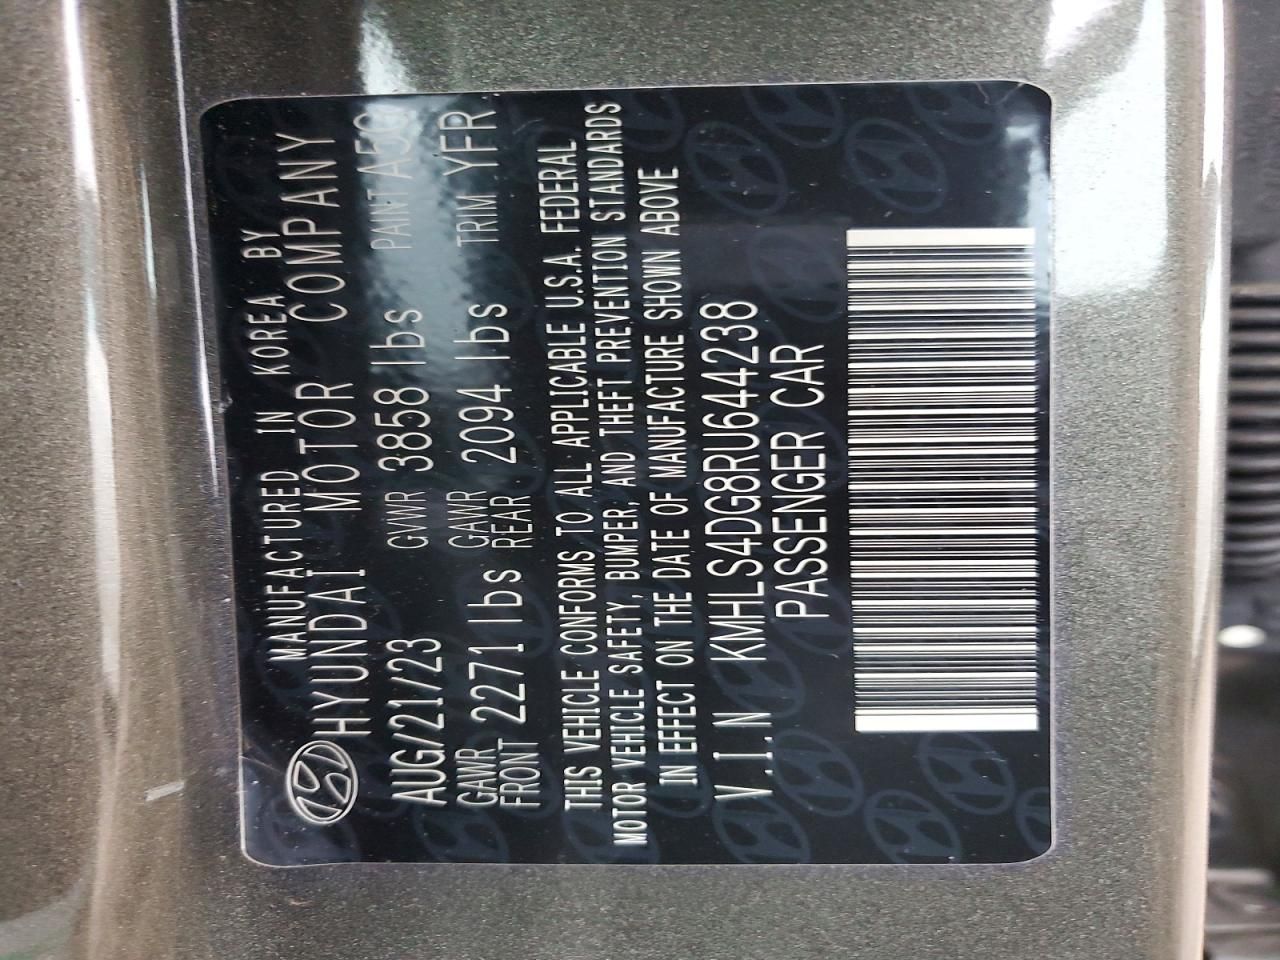 MANUFACTURED IN KOREA BY
HYUNDAI MOTOR COMPANY
AUG/21/23 GVWR 3858 lbs PAINT A5G
GAWR FRONT 2271 lbs GAWR REAR 2094 lbs TRIM YFR
THIS VEHICLE CONFORMS TO ALL APPLICABLE U.S.A. FEDERAL
MOTOR VEHICLE SAFETY, BUMPER, AND THEFT PREVENTION STANDARDS
IN EFFECT ON THE DATE OF MANUFACTURE SHOWN ABOVE
V.I.N KMHLS4DG8RU644238
PASSENGER CAR